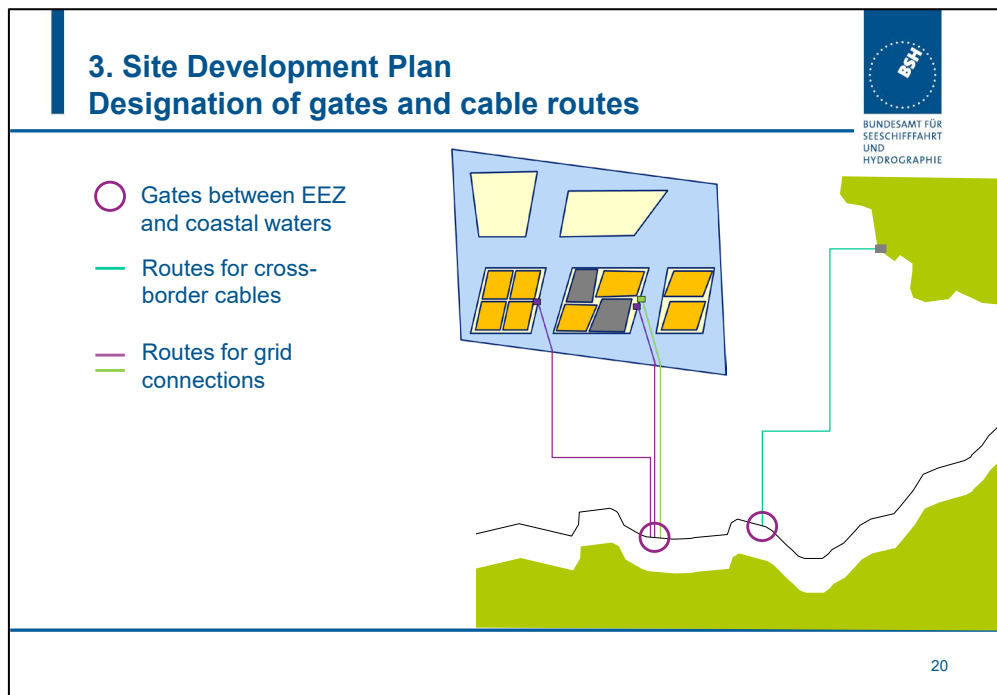 3. Site Development Plan
Designation of gates and cable routes
BSH
BUNDESAMT FÜR
SEESCHIFFFAHRT
UND
HYDROGRAPHIE
Gates between EEZ
and coastal waters
Routes for cross-
border cables
Routes for grid
connections
20